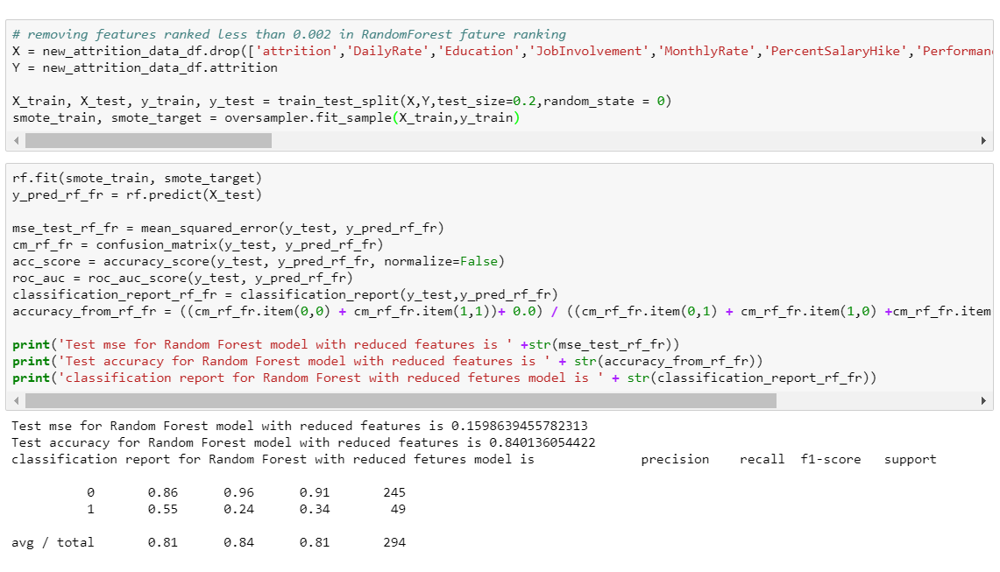 # removing features ranked less than 0.002 in RandomForest fature ranking
X = new_attrition_data_df.drop(['attrition','DailyRate','Education','JobInvolvement','MonthlyRate','PercentSalaryHike','Performan
Y = new_attrition_data_df.attrition
X_train, X_test, y_train, y_test = train_test_split(X,Y,test_size=0.2,random_state = 0)
smote_train, smote_target = oversampler.fit_sample(X_train,y_train)
rf.fit(smote_train, smote_target)
y_pred_rf_fr = rf.predict(X_test)
mse_test_rf_fr = mean_squared_error(y_test, y_pred_rf_fr)
cm_rf_fr = confusion_matrix(y_test, y_pred_rf_fr)
acc_score = accuracy_score(y_test, y_pred_rf_fr, normalize=False)
roc_auc = roc_auc_score(y_test, y_pred_rf_fr)
classification_report_rf_fr = classification_report(y_test,y_pred_rf_fr)
accuracy_from_rf_fr = ((cm_rf_fr.item(0,0) + cm_rf_fr.item(1,1))+ 0.0) / ((cm_rf_fr.item(0,1) + cm_rf_fr.item(1,0) +cm_rf_fr.item
print('Test mse for Random Forest model with reduced features is ' +str(mse_test_rf_fr))
print('Test accuracy for Random Forest model with reduced features is ' + str(accuracy_from_rf_fr))
print('classification report for Random Forest with reduced fetures model is ' + str(classification_report_rf_fr))
Test mse for Random Forest model with reduced features is 0.1598639455782313
Test accuracy for Random Forest model with reduced features is 0.840136054422
classification report for Random Forest with reduced fetures model is precision recall f1-score support
0 0.86 0.96 0.91 245
1 0.55 0.24 0.34 49
avg / total 0.81 0.84 0.81 294